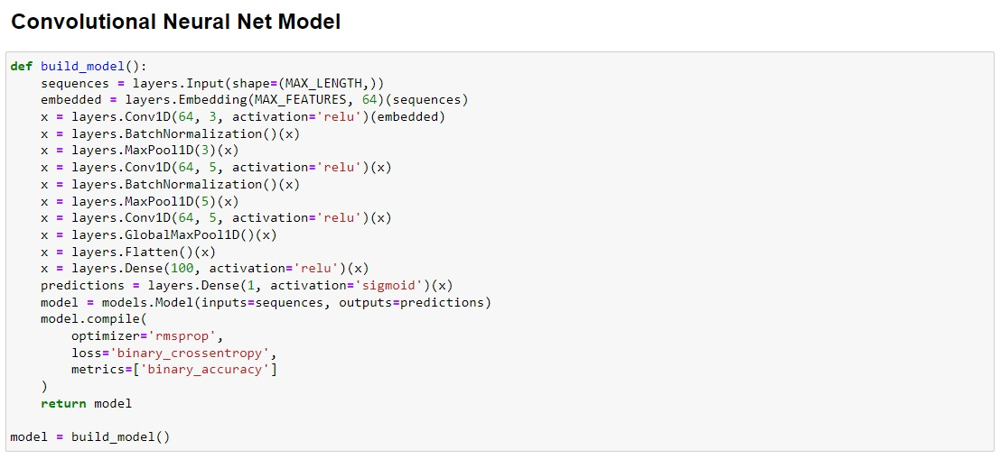 Convolutional Neural Net Model
def build_model():
    sequences = layers.Input(shape=(MAX_LENGTH,))
    embedded = layers.Embedding(MAX_FEATURES, 64)(sequences)
    x = layers.Conv1D(64, 3, activation='relu')(embedded)
    x = layers.BatchNormalization()(x)
    x = layers.MaxPool1D(3)(x)
    x = layers.Conv1D(64, 5, activation='relu')(x)
    x = layers.BatchNormalization()(x)
    x = layers.MaxPool1D(5)(x)
    x = layers.Conv1D(64, 5, activation='relu')(x)
    x = layers.GlobalMaxPool1D()(x)
    x = layers.Flatten()(x)
    x = layers.Dense(100, activation='relu')(x)
    predictions = layers.Dense(1, activation='sigmoid')(x)
    model = models.Model(inputs=sequences, outputs=predictions)
    model.compile(
        optimizer='rmsprop',
        loss='binary_crossentropy',
        metrics=['binary_accuracy']
    )
    return model
model = build_model()